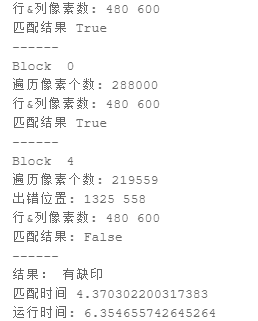 行&列像素数: 480 600
匹配结果 True
------
Block  0
遍历像素个数: 288000
行&列像素数: 480 600
匹配结果 True
------
Block  4
遍历像素个数: 219559
出错位置: 1325 558
行&列像素数: 480 600
匹配结果: False
------
结果:  有缺印
匹配时间 4.370302200317383
运行时间: 6.354655742645264